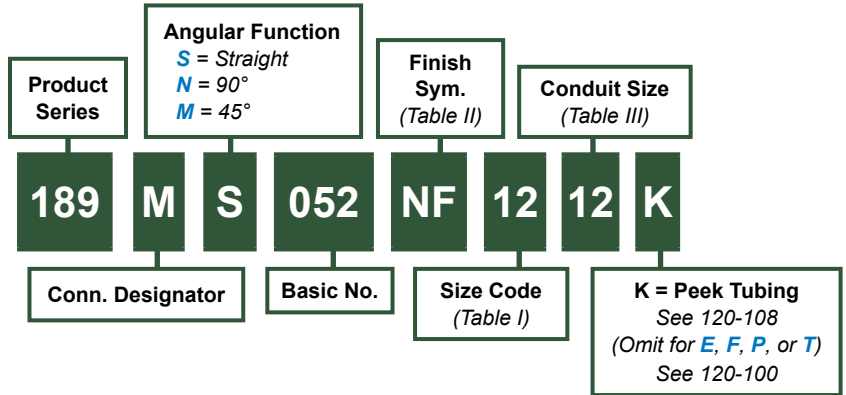 Product
Series
Angular Function
S = Straight
N = 90°
M = 45°
Finish
Sym.
(Table II)
Conduit Size
(Table III)
189 M S 052 NF 12 12 K
Conn. Designator
Basic No.
Size Code
(Table I)
K = Peek Tubing
See 120-108
(Omit for E, F, P, or T)
See 120-100